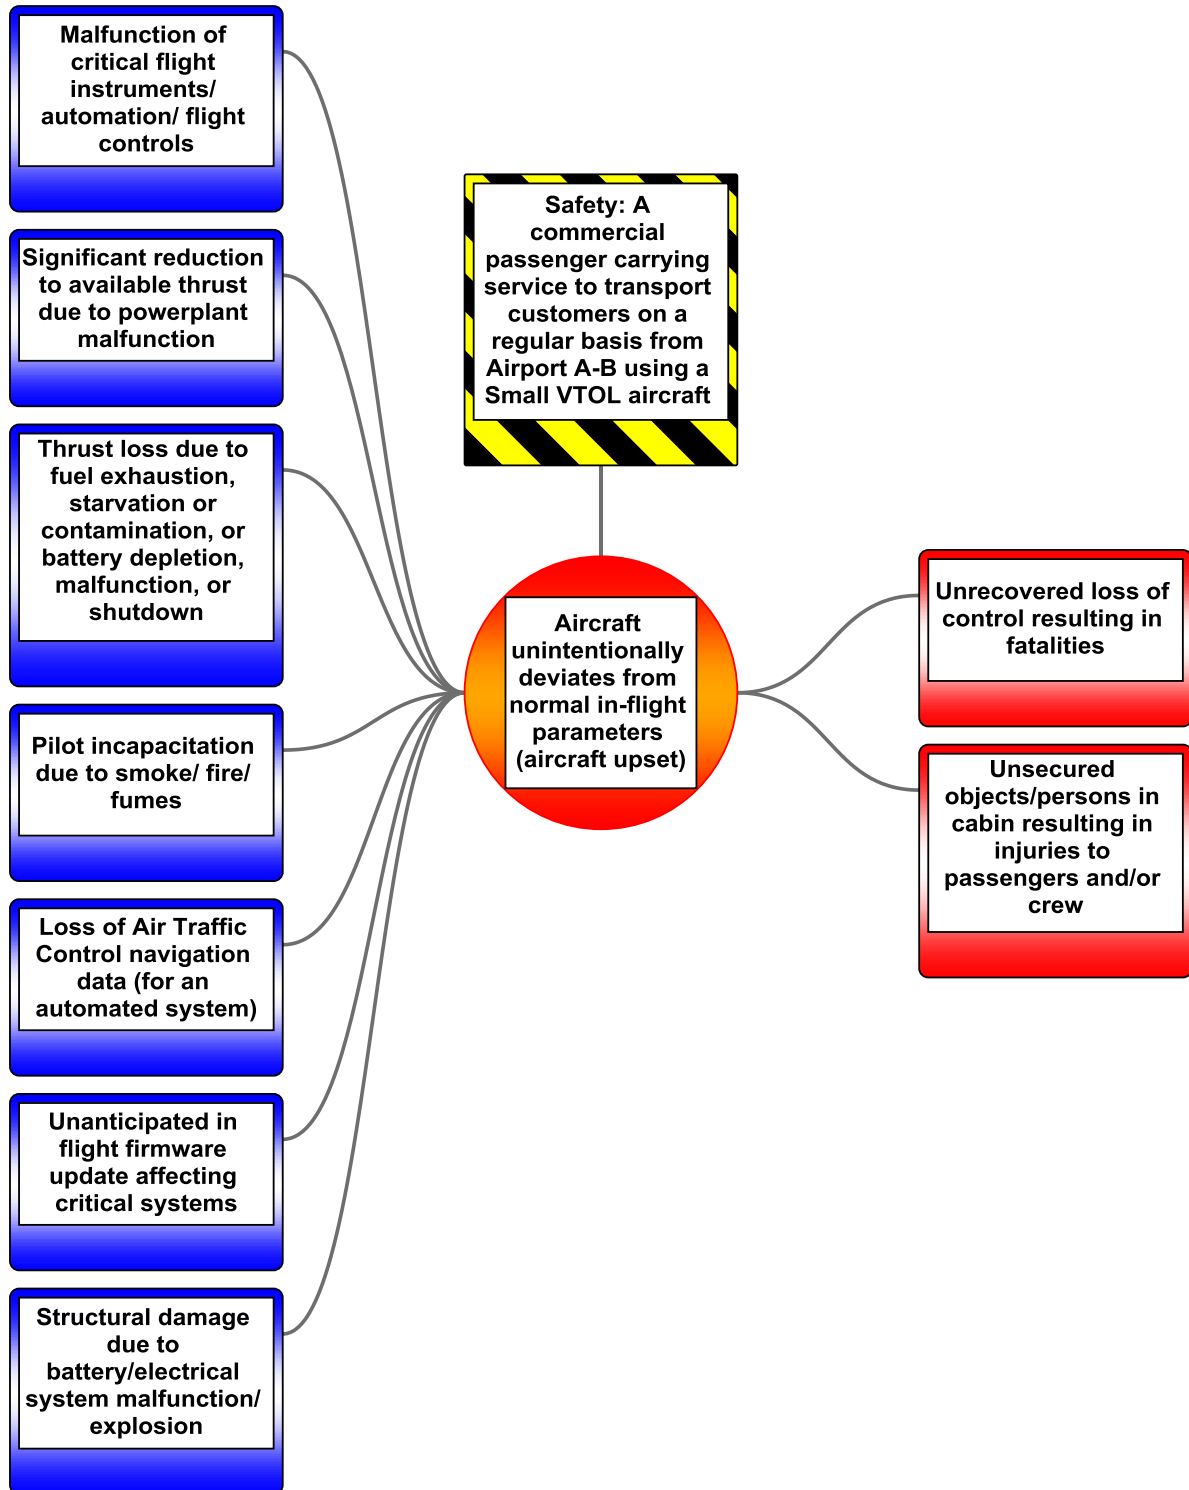 Malfunction of
critical flight
instruments/
automation/ flight
controls
Significant reduction
to available thrust
due to powerplant
malfunction
Thrust loss due to
fuel exhaustion,
starvation or
contamination, or
battery depletion,
malfunction, or
shutdown
Pilot incapacitation
due to smoke/ fire/
fumes
Loss of Air Traffic
Control navigation
data (for an
automated system)
Unanticipated in
flight firmware
update affecting
critical systems
Structural damage
due to
battery/electrical
system malfunction/
explosion
Safety: A
commercial
passenger carrying
service to transport
customers on a
regular basis from
Airport A-B using a
Small VTOL aircraft
Aircraft
unintentionally
deviates from
normal in-flight
parameters
(aircraft upset)
Unrecovered loss of
control resulting in
fatalities
Unsecured
objects/persons in
cabin resulting in
injuries to
passengers and/or
crew